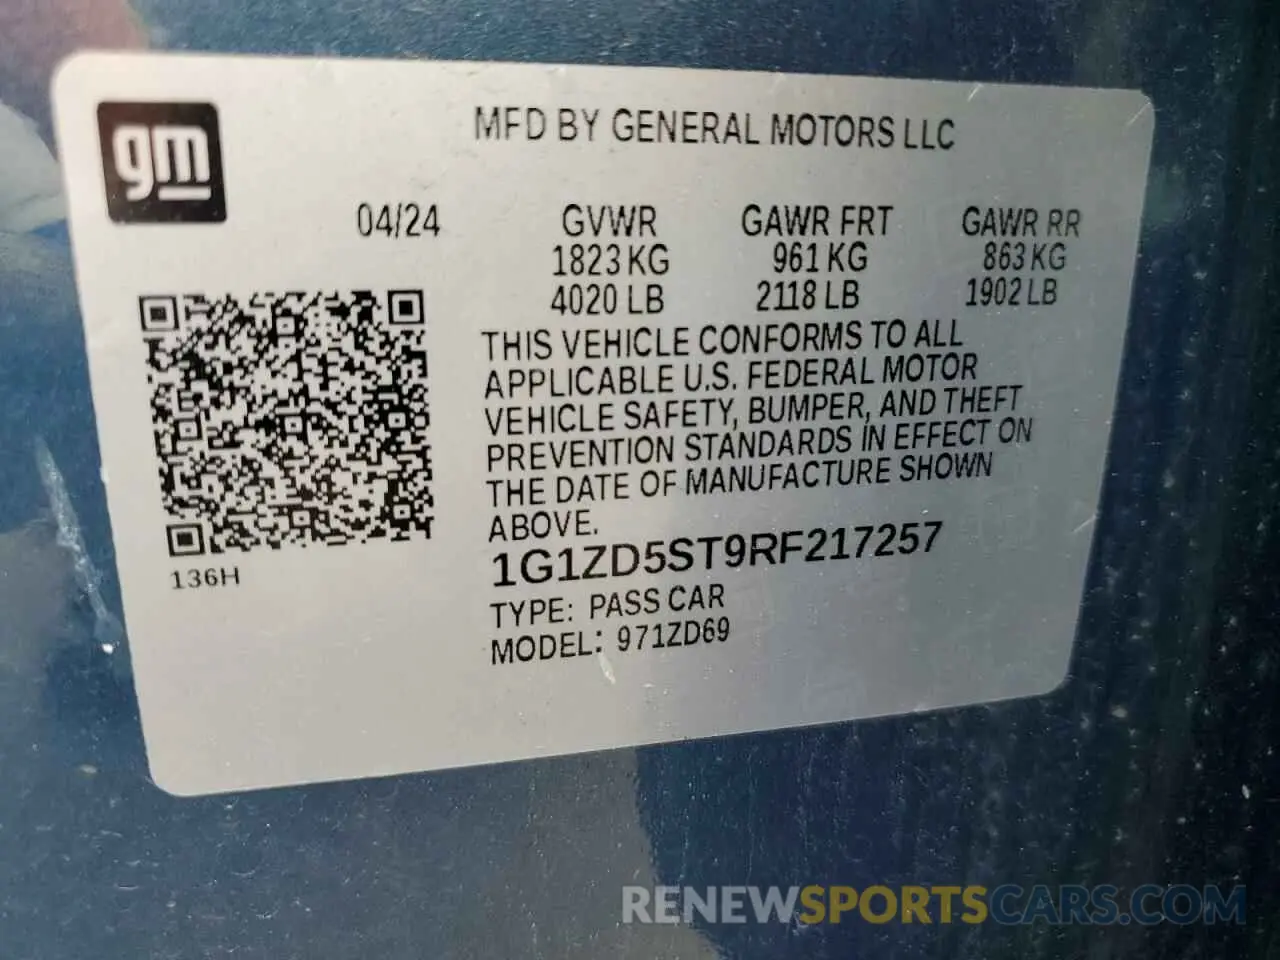 gm
MFD BY GENERAL MOTORS LLC
04/24 GVWR GAWR FRT GAWR RR
1823 KG 961 KG 863 KG
4020 LB 2118 LB 1902 LB
THIS VEHICLE CONFORMS TO ALL
APPLICABLE U.S. FEDERAL MOTOR
VEHICLE SAFETY, BUMPER, AND THEFT
PREVENTION STANDARDS IN EFFECT ON
THE DATE OF MANUFACTURE SHOWN
ABOVE.
1G1ZD5ST9RF217257
136H
TYPE: PASS CAR
MODEL: 971ZD69
RENEWSPORTSCARS.COM